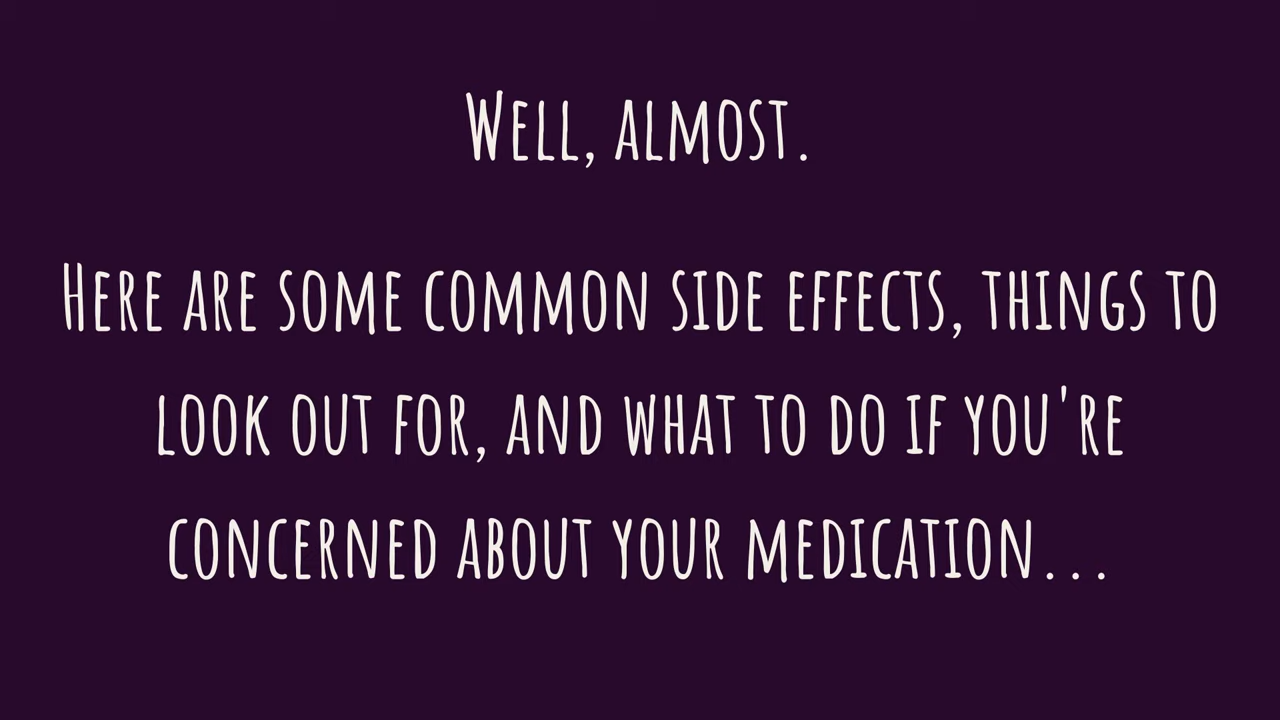 Well, almost.
Here are some common side effects, things to
look out for, and what to do if you're
concerned about your medication...